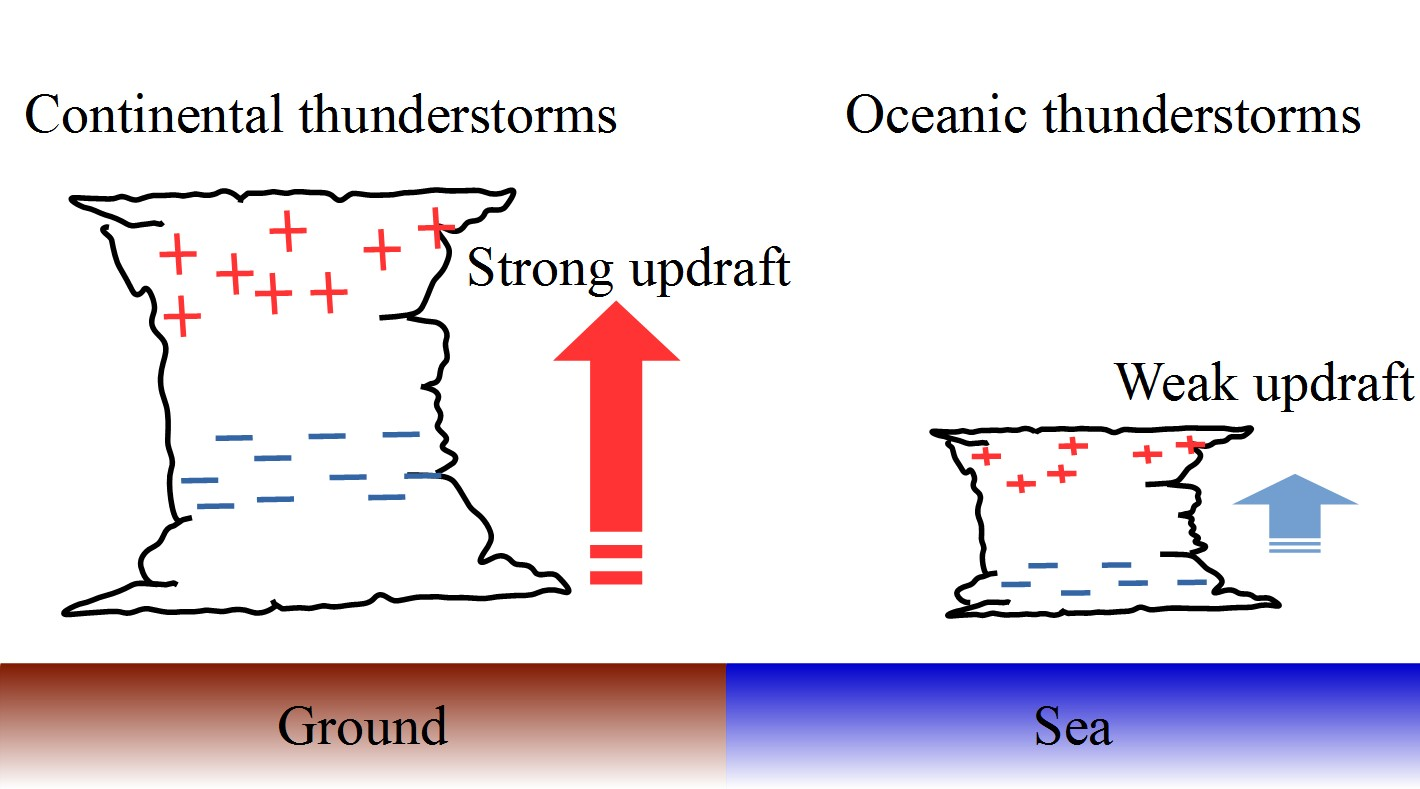 Continental thunderstorms
Oceanic thunderstorms
Strong updraft
Weak updraft
Ground
Sea